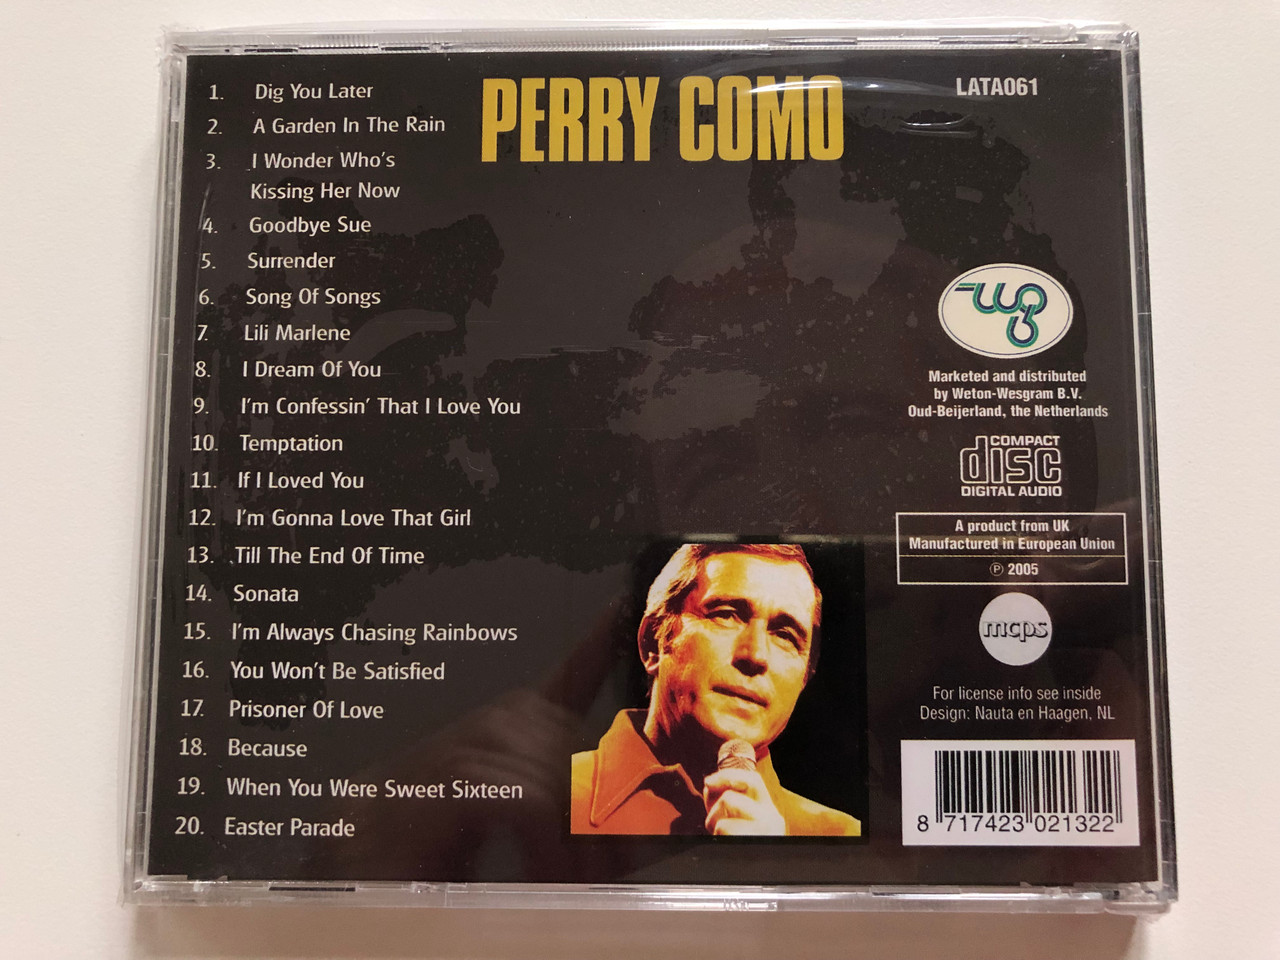 PERRY COMO
LATA061
1. Dig You Later
2. A Garden In The Rain
3. I Wonder Who's
Kissing Her Now
4. Goodbye Sue
5. Surrender
6. Song Of Songs
7. Lili Marlene
8. I Dream Of You
9. I'm Confessin' That I Love You
10. Temptation
11. If I Loved You
12. I'm Gonna Love That Girl
13. Till The End Of Time
14. Sonata
15. I'm Always Chasing Rainbows
16. You Won't Be Satisfied
17. Prisoner Of Love
18. Because
19. When You Were Sweet Sixteen
20. Easter Parade
Marketed and distributed
by Weton-Wesgram B.V.
Oud-Beijerland, the Netherlands
COMPACT
disc
DIGITAL AUDIO
A product from UK
Manufactured in European Union
℗ 2005
mcps
For license info see inside
Design: Nauta en Haagen, NL
8 717423 021322